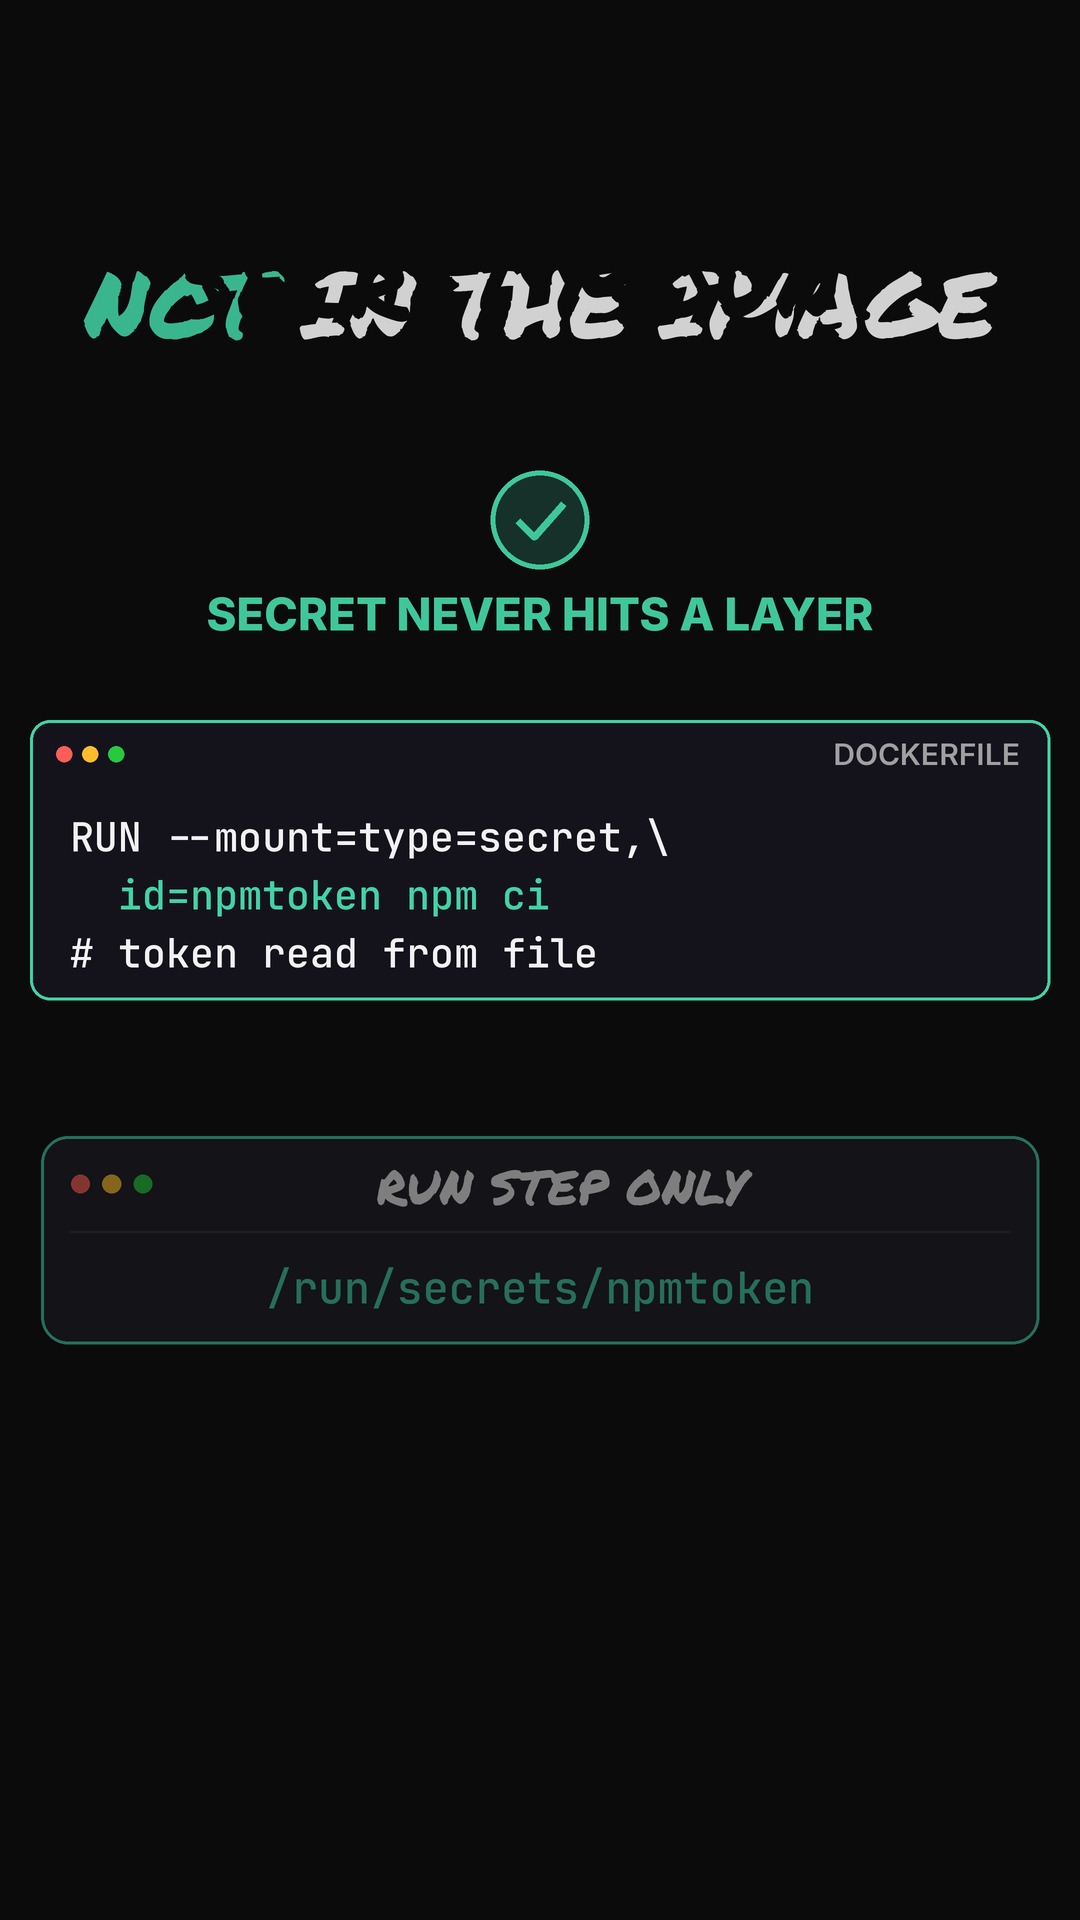 NOT IN THE IMAGE
SECRET NEVER HITS A LAYER
DOCKERFILE
RUN --mount=type=secret,\
  id=npmtoken npm ci
# token read from file
RUN STEP ONLY
/run/secrets/npmtoken